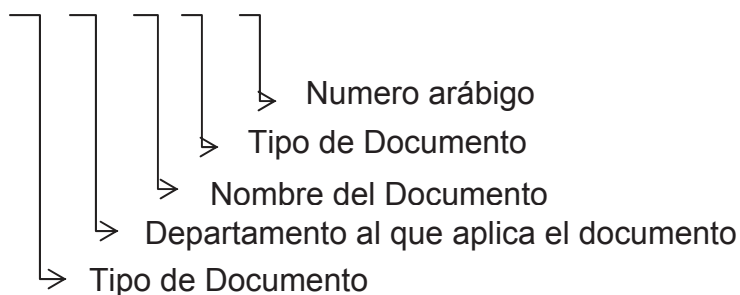 Numero arábigo
Tipo de Documento
Nombre del Documento
Departamento al que aplica el documento
Tipo de Documento